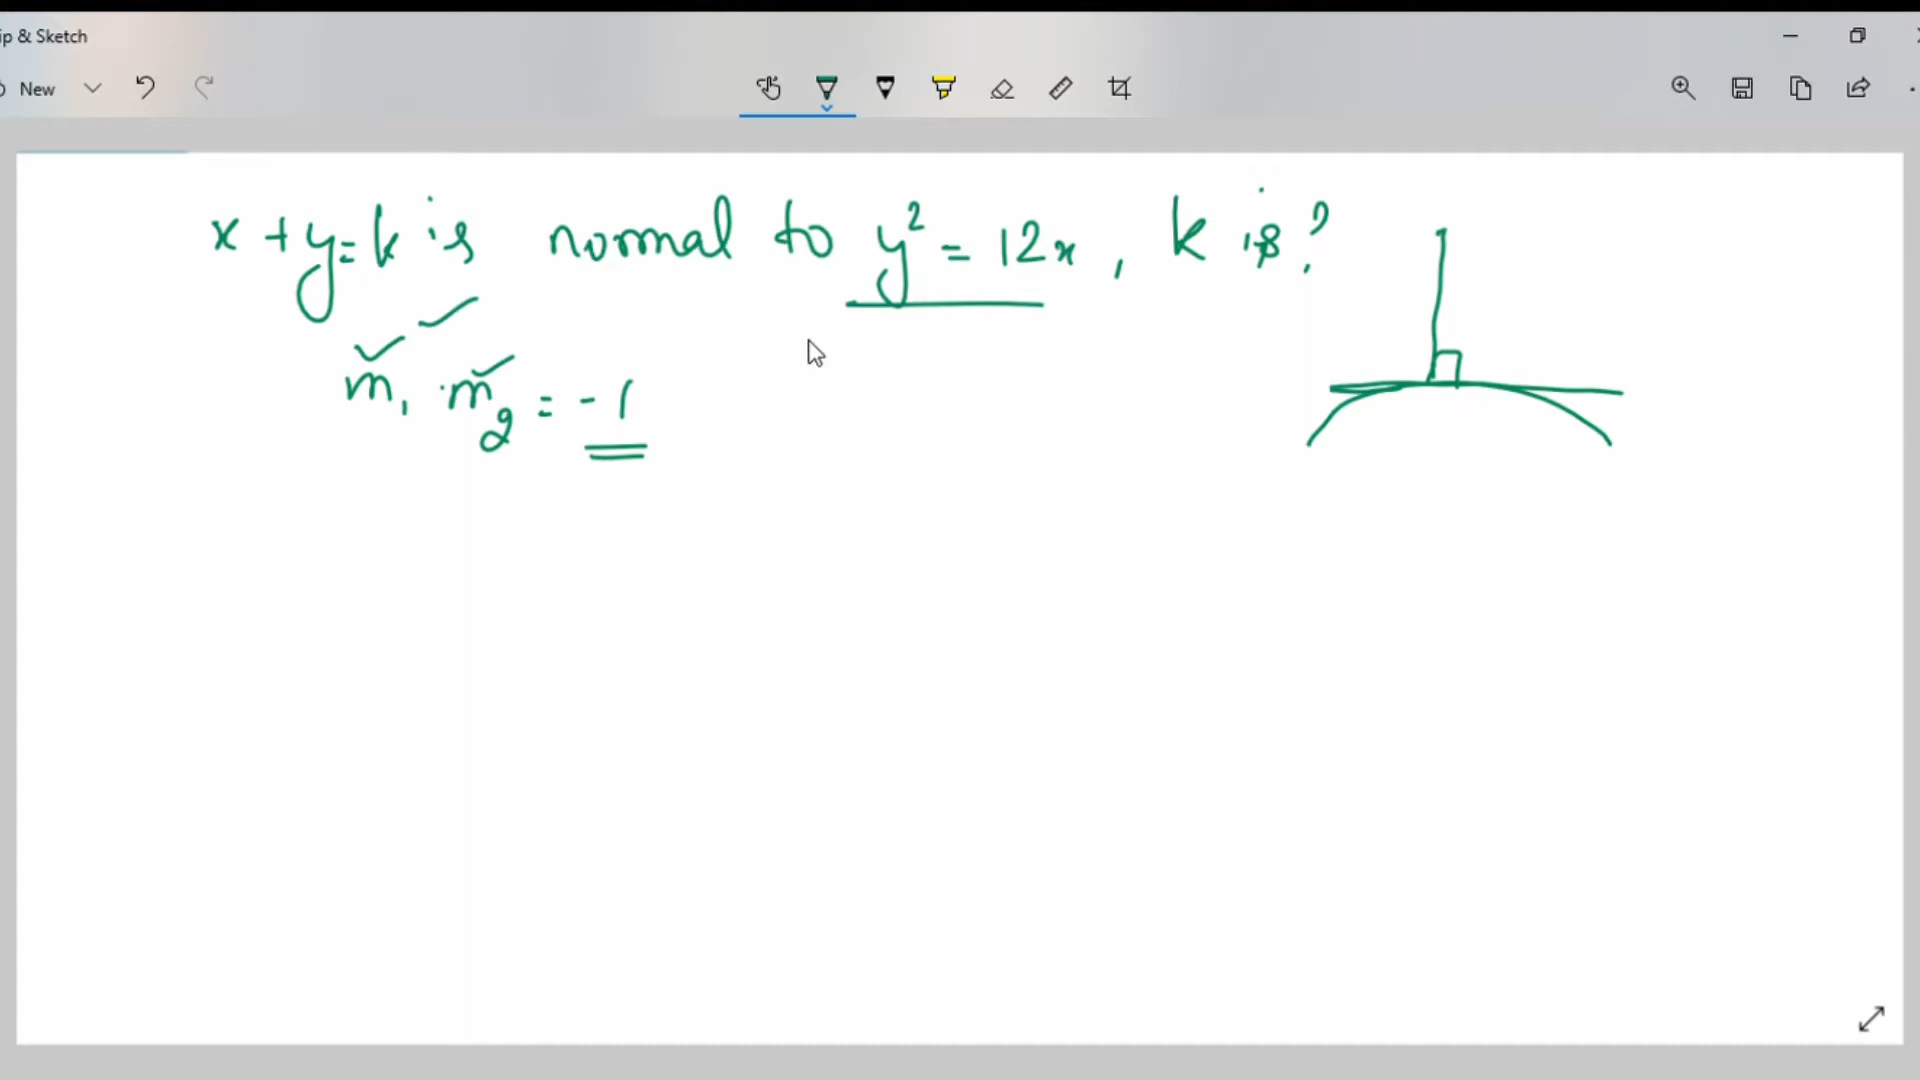 ip & Sketch
New
x + y = k is normal to y² = 12x, k is?
m₁ · m₂ = -1